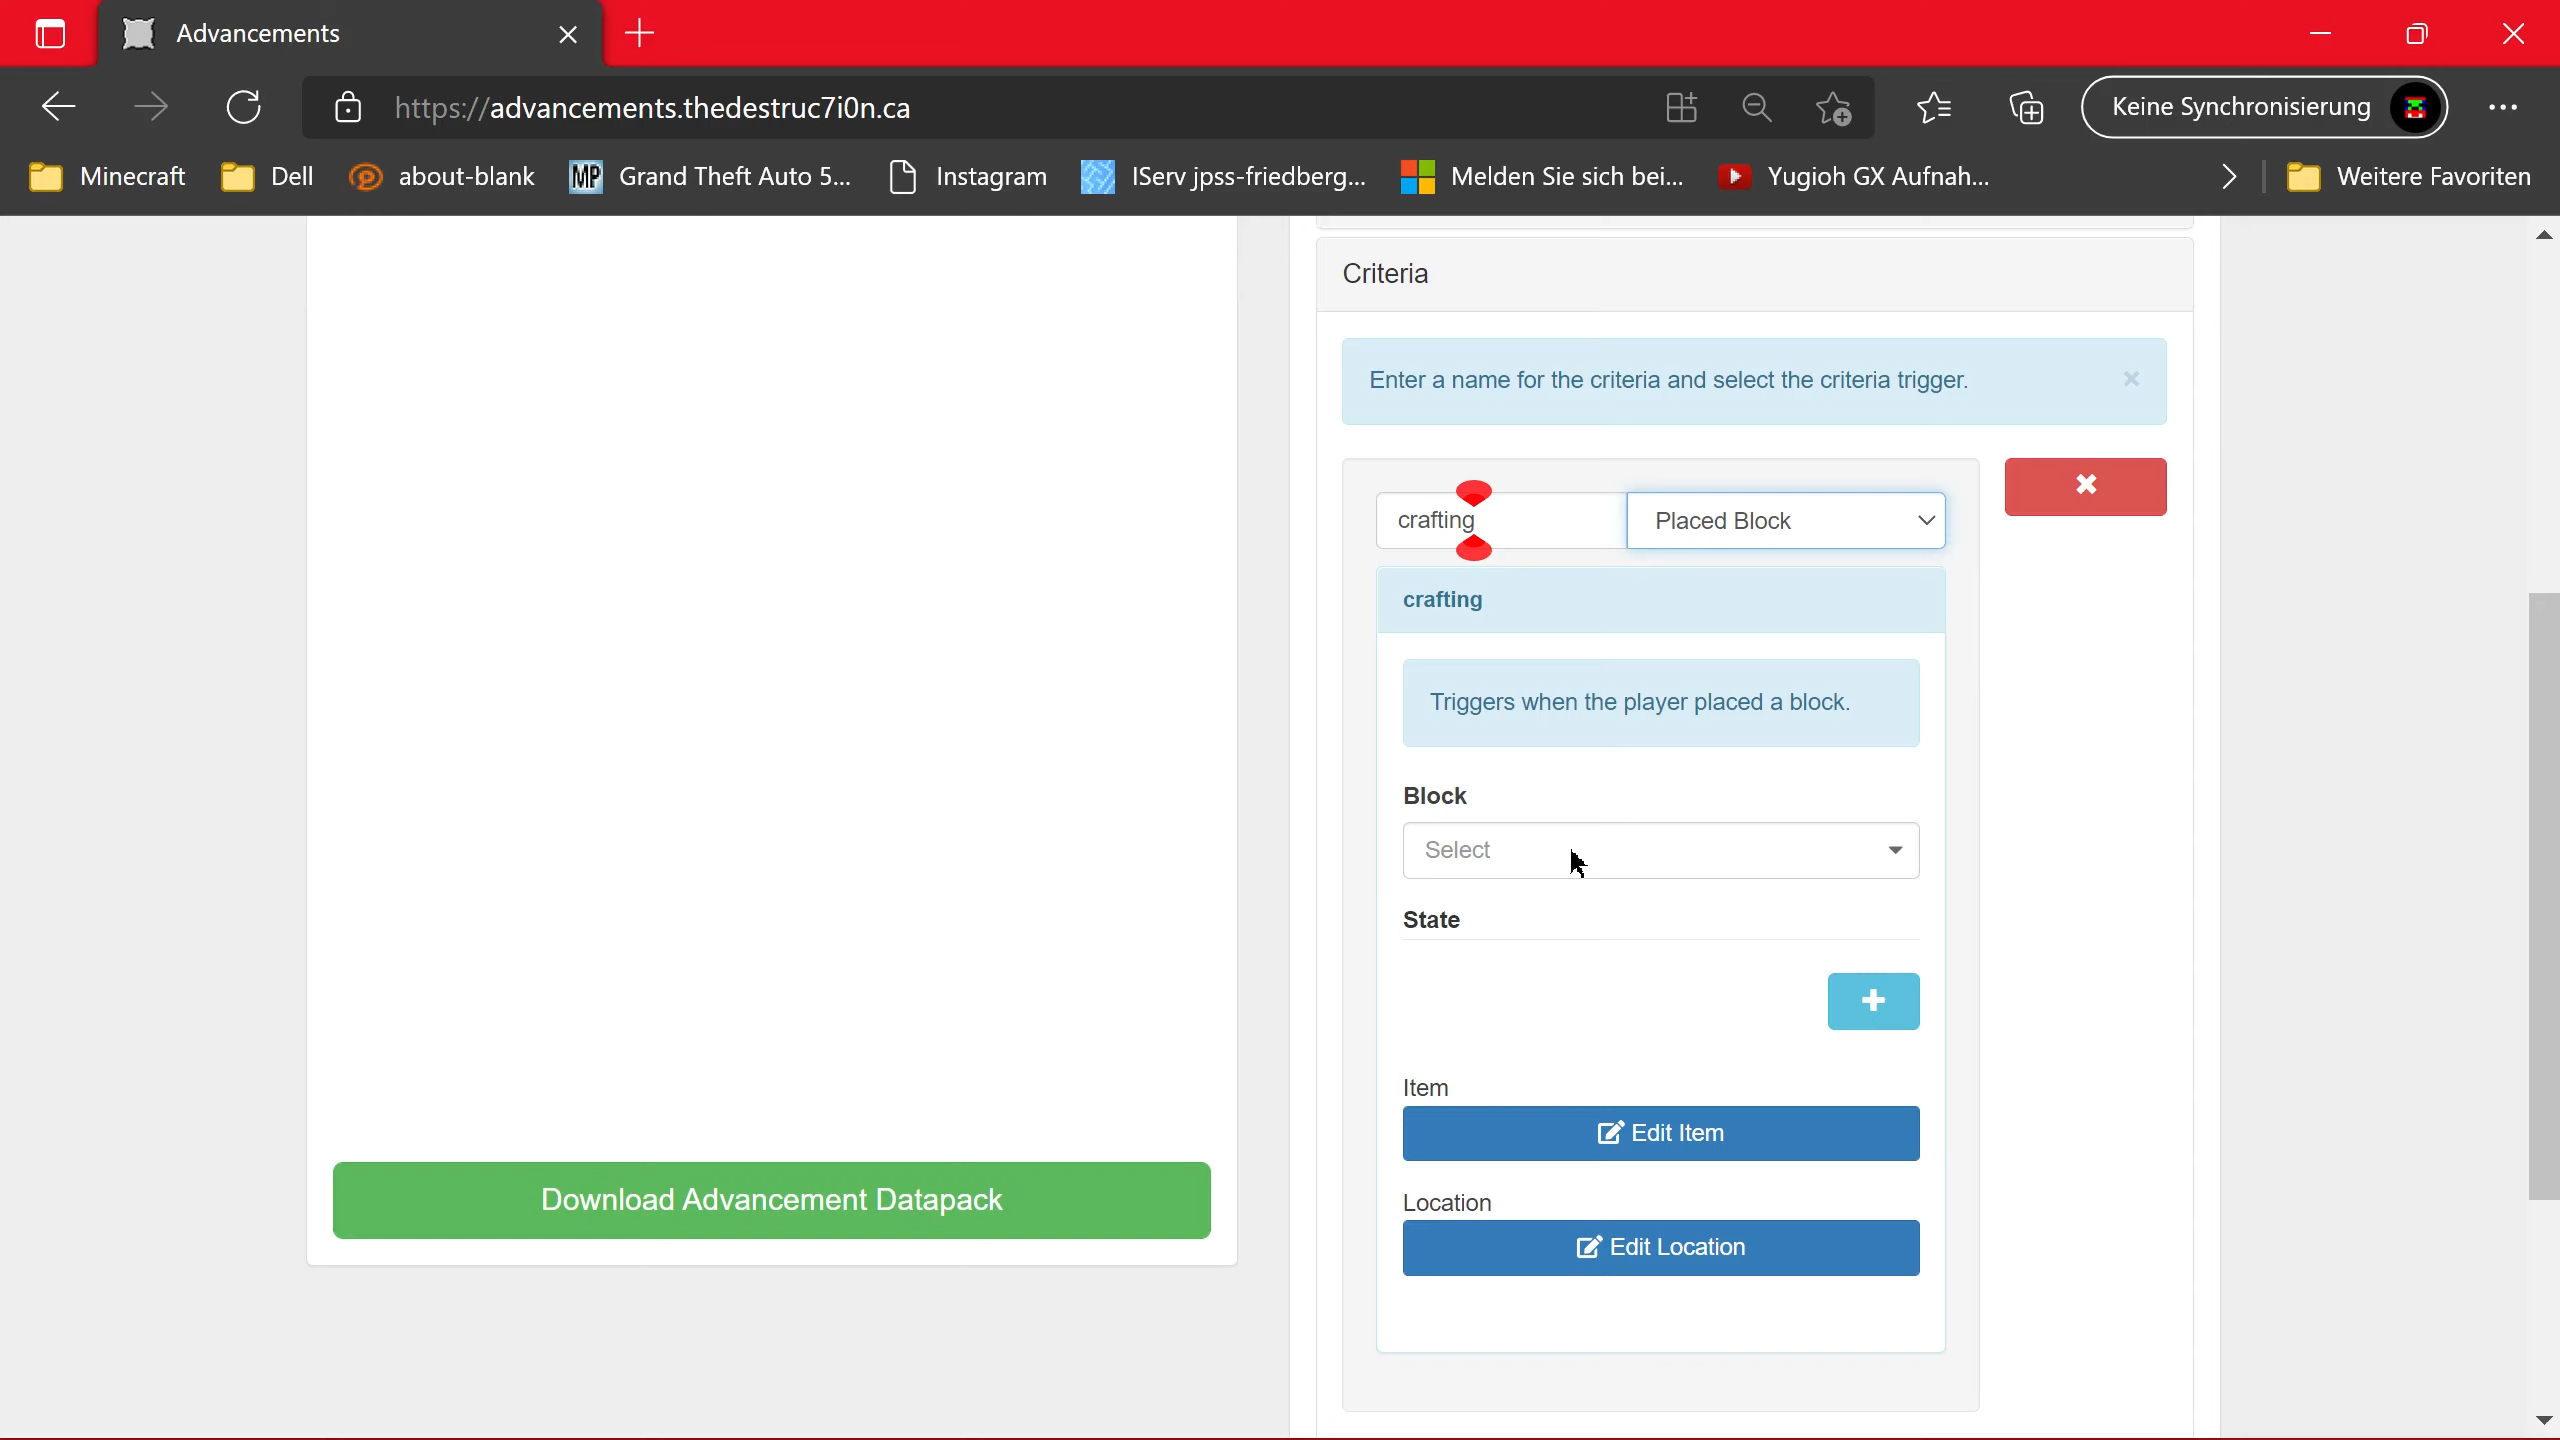 Advancements
https://advancements.thedestruc7i0n.ca
Keine Synchronisierung
Minecraft
Dell
about-blank
MP
Grand Theft Auto 5...
Instagram
IServ jpss-friedberg...
Melden Sie sich bei...
Yugioh GX Aufnah...
Weitere Favoriten
Criteria
Enter a name for the criteria and select the criteria trigger.
crafting
Placed Block
crafting
Triggers when the player placed a block.
Block
Select
State
Item
Edit Item
Location
Edit Location
Download Advancement Datapack